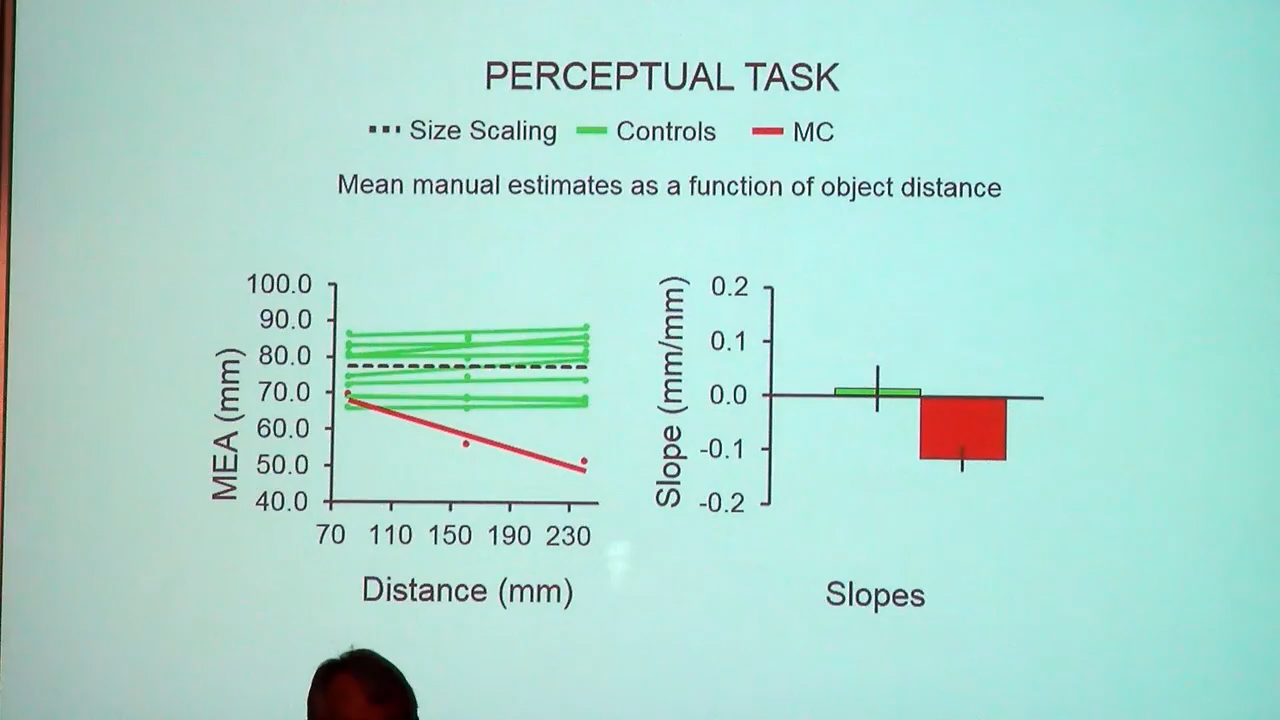 PERCEPTUAL TASK
Size Scaling Controls MC
Mean manual estimates as a function of object distance
MEA (mm)
100.0
90.0
80.0
70.0
60.0
50.0
40.0
70 110 150 190 230
Distance (mm)
Slope (mm/mm)
0.2
0.1
0.0
-0.1
-0.2
Slopes